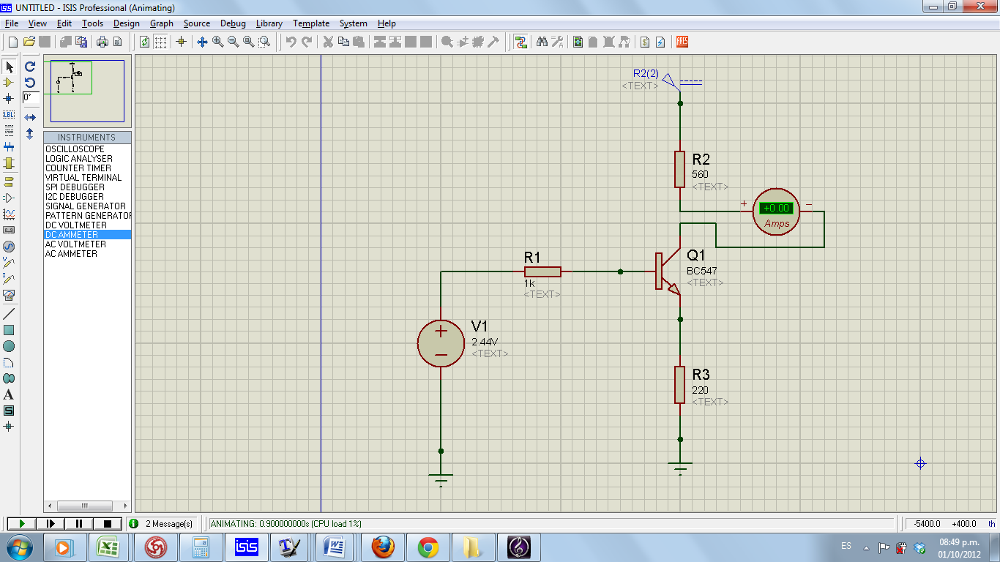 UNTITLED - ISIS Professional (Animating)
File View Edit Tools Design Graph Source Debug Library Template System Help
ARES
LBL
0°
INSTRUMENTS
OSCILLOSCOPE
LOGIC ANALYSER
COUNTER TIMER
VIRTUAL TERMINAL
SPI DEBUGGER
I2C DEBUGGER
SIGNAL GENERATOR
PATTERN GENERATOR
DC VOLTMETER
DC AMMETER
AC VOLTMETER
AC AMMETER
R2(2)
<TEXT>
R2
560
<TEXT>
+ −
+0.00
Amps
R1
1k
<TEXT>
Q1
BC547
<TEXT>
V1
2.44V
<TEXT>
+
−
R3
220
<TEXT>
A
S
2 Message(s)
ANIMATING: 0.900000000s (CPU load 1%)
-5400.0 +400.0 th
isis
ES
08:49 p.m.
01/10/2012